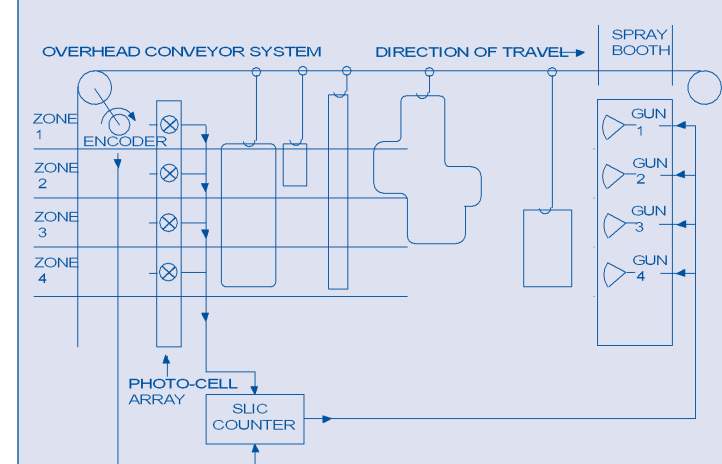 SPRAY
BOOTH
OVERHEAD CONVEYOR SYSTEM
DIRECTION OF TRAVEL
ZONE
1
ENCODER
GUN
1
ZONE
2
GUN
2
ZONE
3
GUN
3
ZONE
4
GUN
4
PHOTO-CELL
ARRAY
SLIC
COUNTER